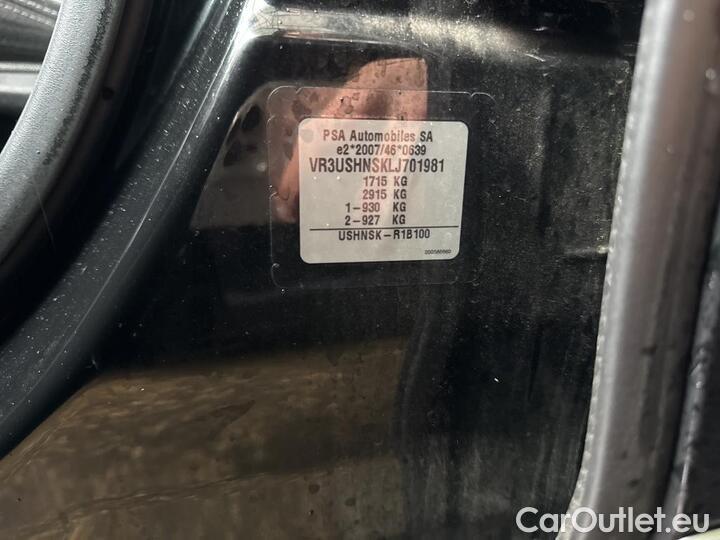 PSA Automobiles SA
e2*2007/46*0639
VR3USHNSKLJ701981
1715 KG
2915 KG
1-930 KG
2-927 KG
USHNSK-R1B100
CarOutlet.eu